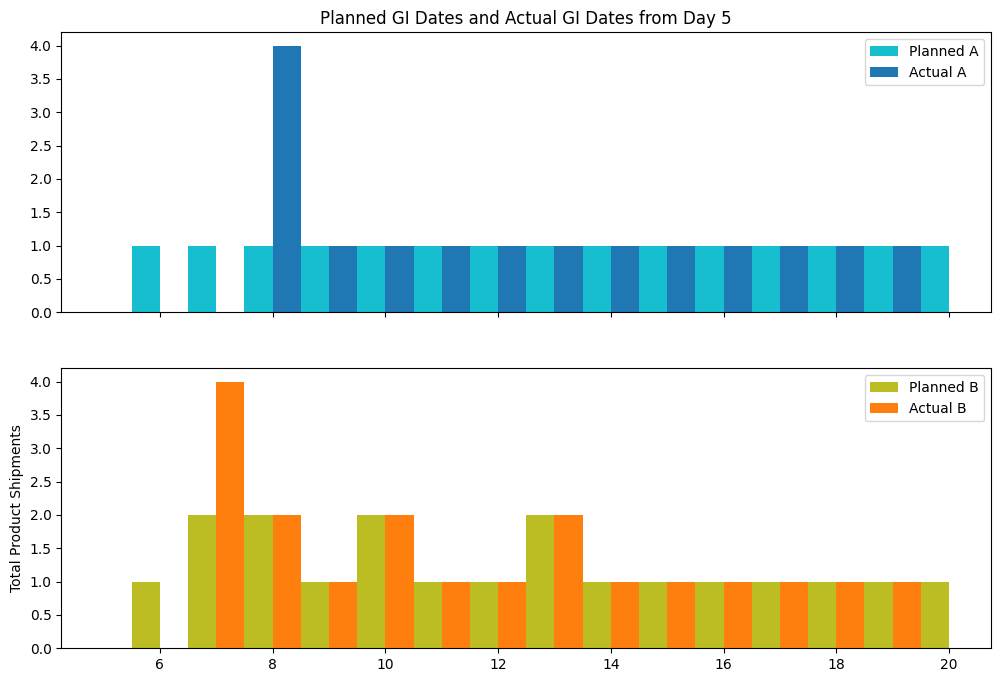 Planned GI Dates and Actual GI Dates from Day 5
4.0
3.5
3.0
2.5
2.0
1.5
1.0
0.5
0.0
Planned A
Actual A
Total Product Shipments
4.0
3.5
3.0
2.5
2.0
1.5
1.0
0.5
0.0
Planned B
Actual B
6 8 10 12 14 16 18 20